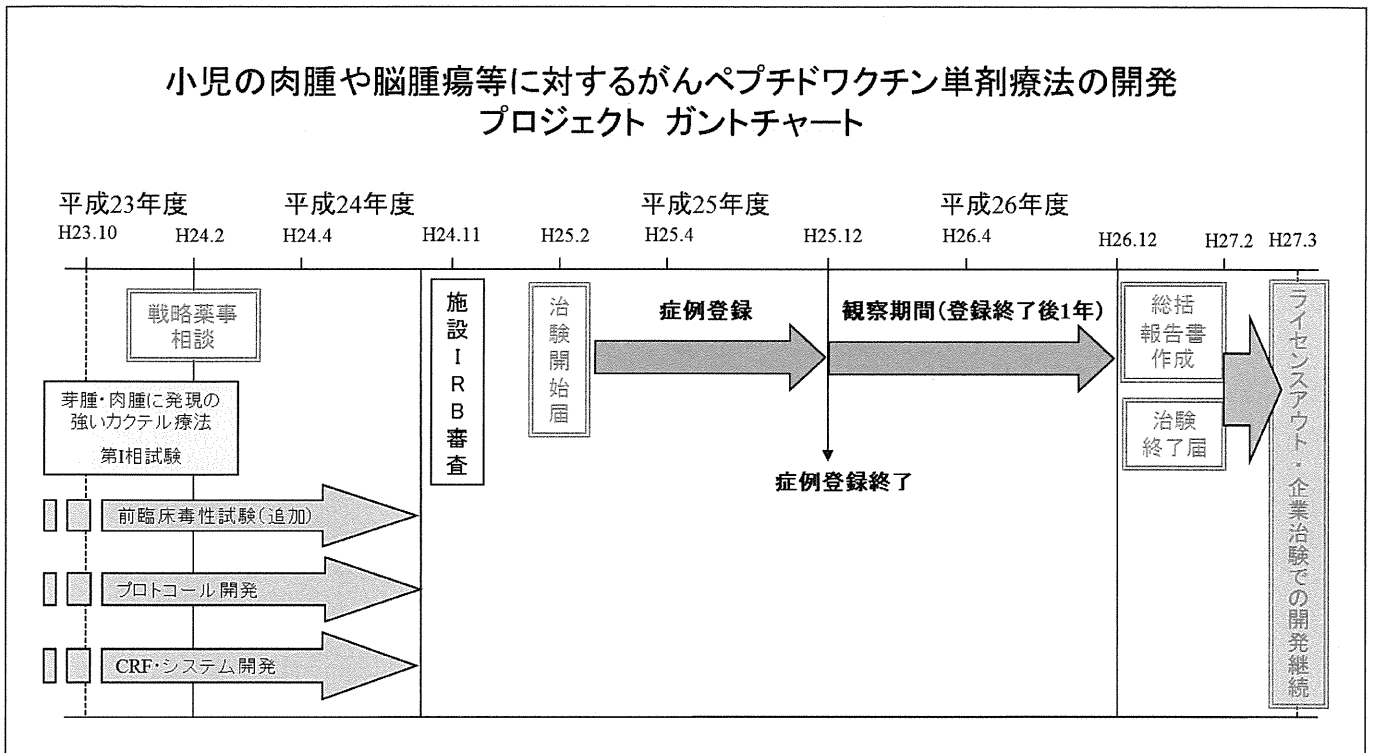 小児の肉腫や脳腫瘍等に対するがんペプチドワクチン単剤療法の開発
プロジェクト ガントチャート
平成23年度
平成24年度
平成25年度
平成26年度
H23.10
H24.2
H24.4
H24.11
H25.2
H25.4
H25.12
H26.4
H26.12
H27.2
H27.3
戦略薬事
相談
芽腫・肉腫に発現の
強いカクテル療法
第I相試験
前臨床毒性試験(追加)
プロトコール開発
CRF・システム開発
施設IRB審査
治験開始届
症例登録
症例登録終了
観察期間(登録終了後1年)
総括
報告書
作成
治験
終了届
ライセンスアウト・企業治験での開発継続